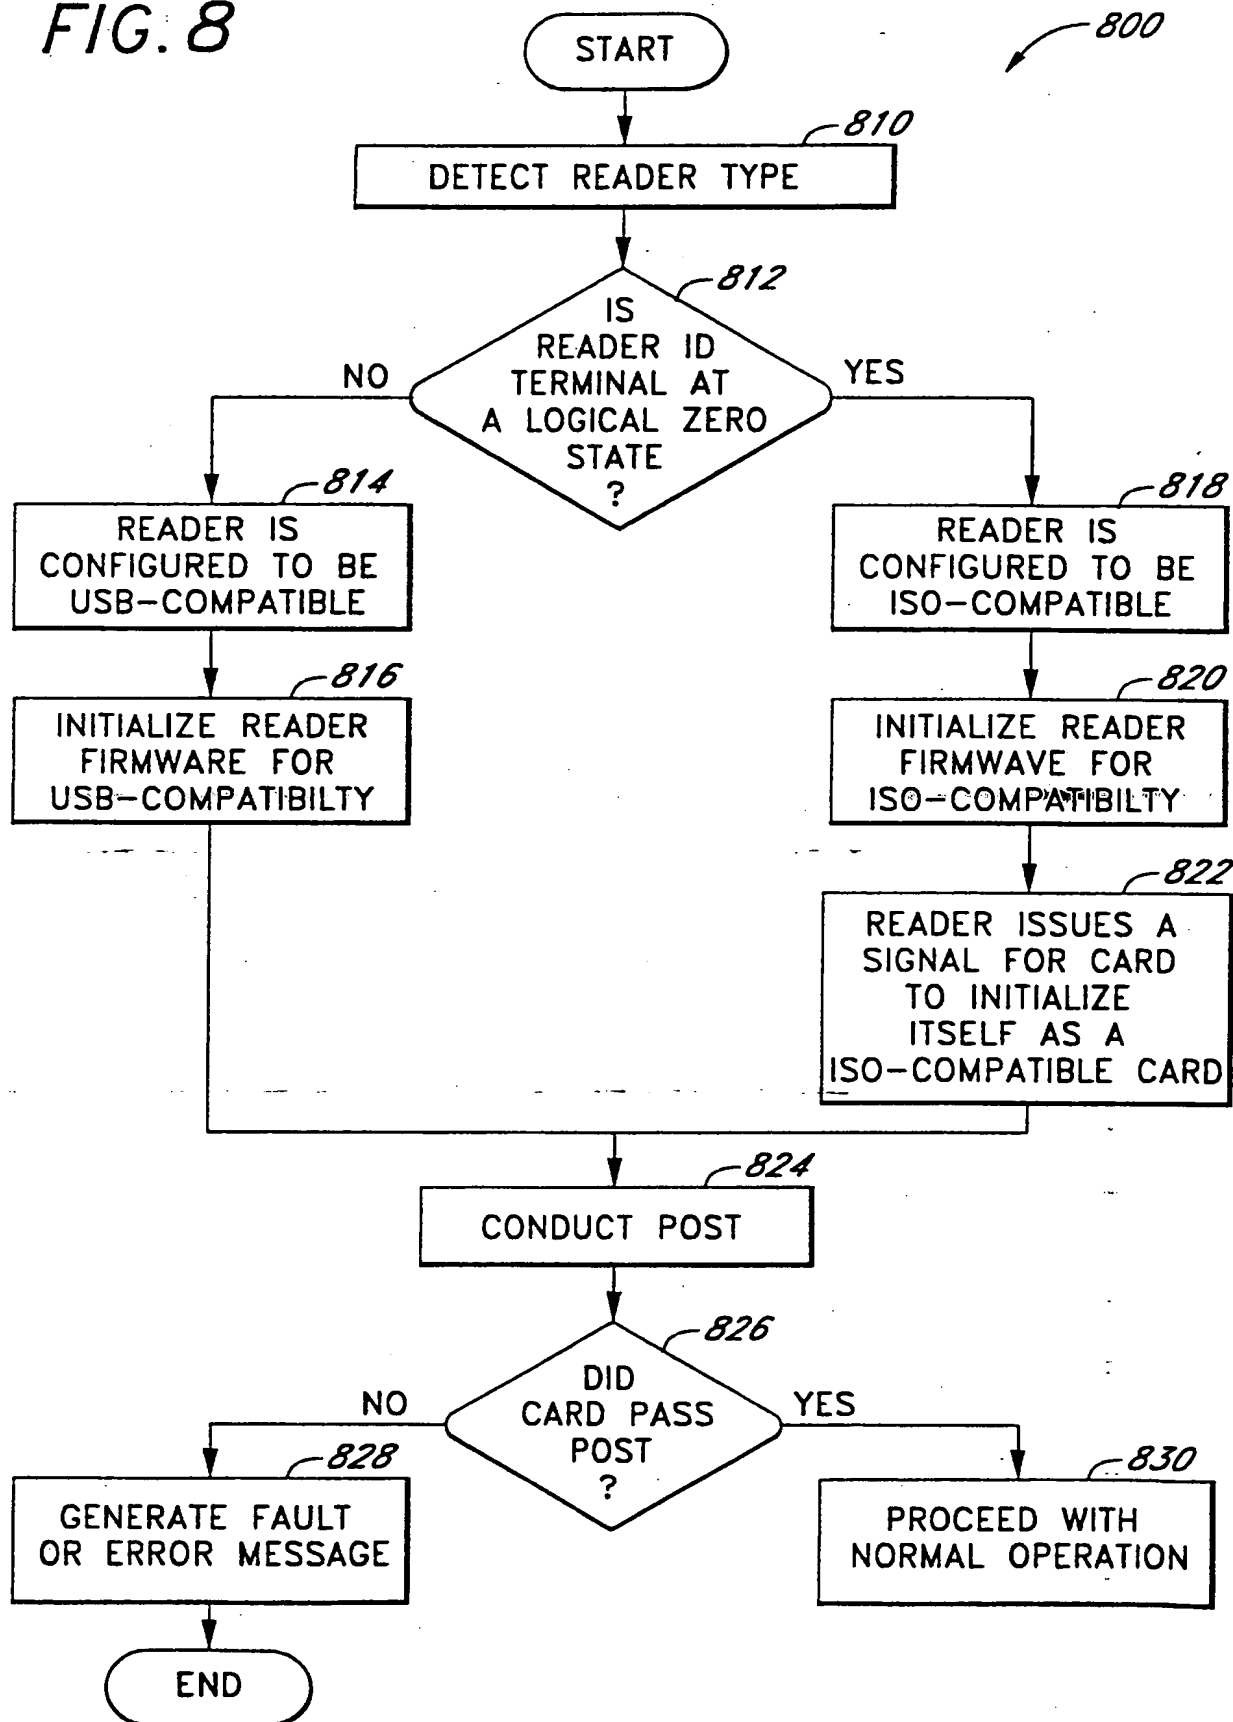 FIG. 8
START
800
810
DETECT READER TYPE
812
IS
READER ID
TERMINAL AT
A LOGICAL ZERO
STATE
?
NO
YES
814
READER IS
CONFIGURED TO BE
USB-COMPATIBLE
818
READER IS
CONFIGURED TO BE
ISO-COMPATIBLE
816
INITIALIZE READER
FIRMWARE FOR
USB-COMPATIBILTY
820
INITIALIZE READER
FIRMWAVE FOR
ISO-COMPATIBILTY
822
READER ISSUES A
SIGNAL FOR CARD
TO INITIALIZE
ITSELF AS A
ISO-COMPATIBLE CARD
824
CONDUCT POST
826
DID
CARD PASS
POST
?
NO
YES
828
GENERATE FAULT
OR ERROR MESSAGE
830
PROCEED WITH
NORMAL OPERATION
END